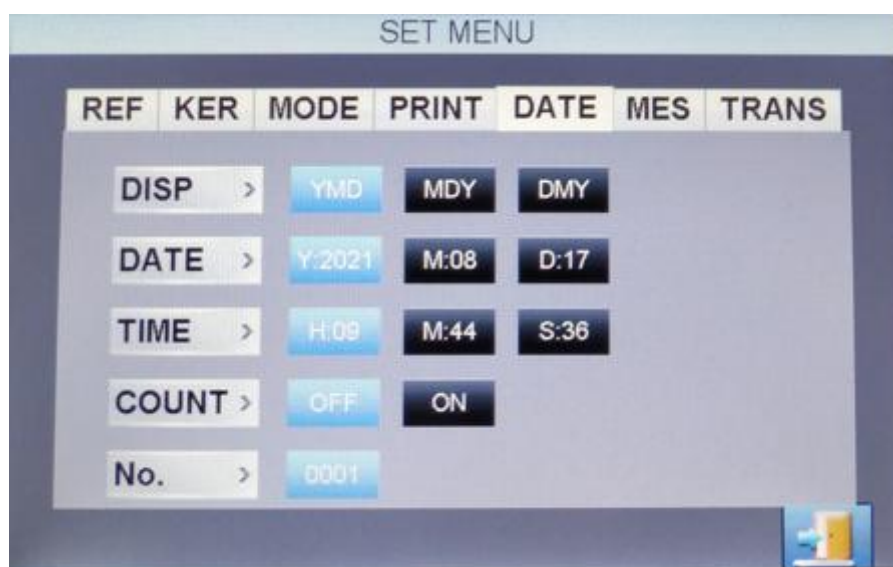 SET MENU
REF KER MODE PRINT DATE MES TRANS
DISP > YMD MDY DMY
DATE > Y:2021 M:08 D:17
TIME > H:09 M:44 S:36
COUNT > OFF ON
No. > 0001